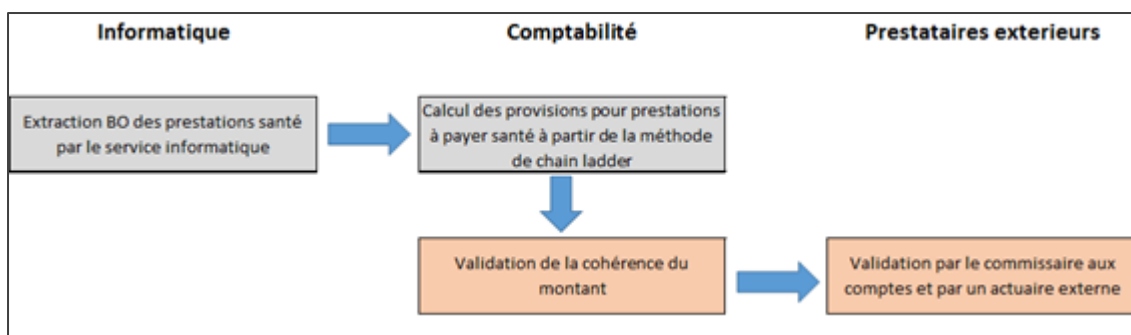 Informatique
Comptabilité
Prestataires exterieurs
Extraction BO des prestations santé
par le service informatique
Calcul des provisions pour prestations
à payer santé à partir de la méthode
de chain ladder
Validation de la cohérence du
montant
Validation par le commissaire aux
comptes et par un actuaire externe